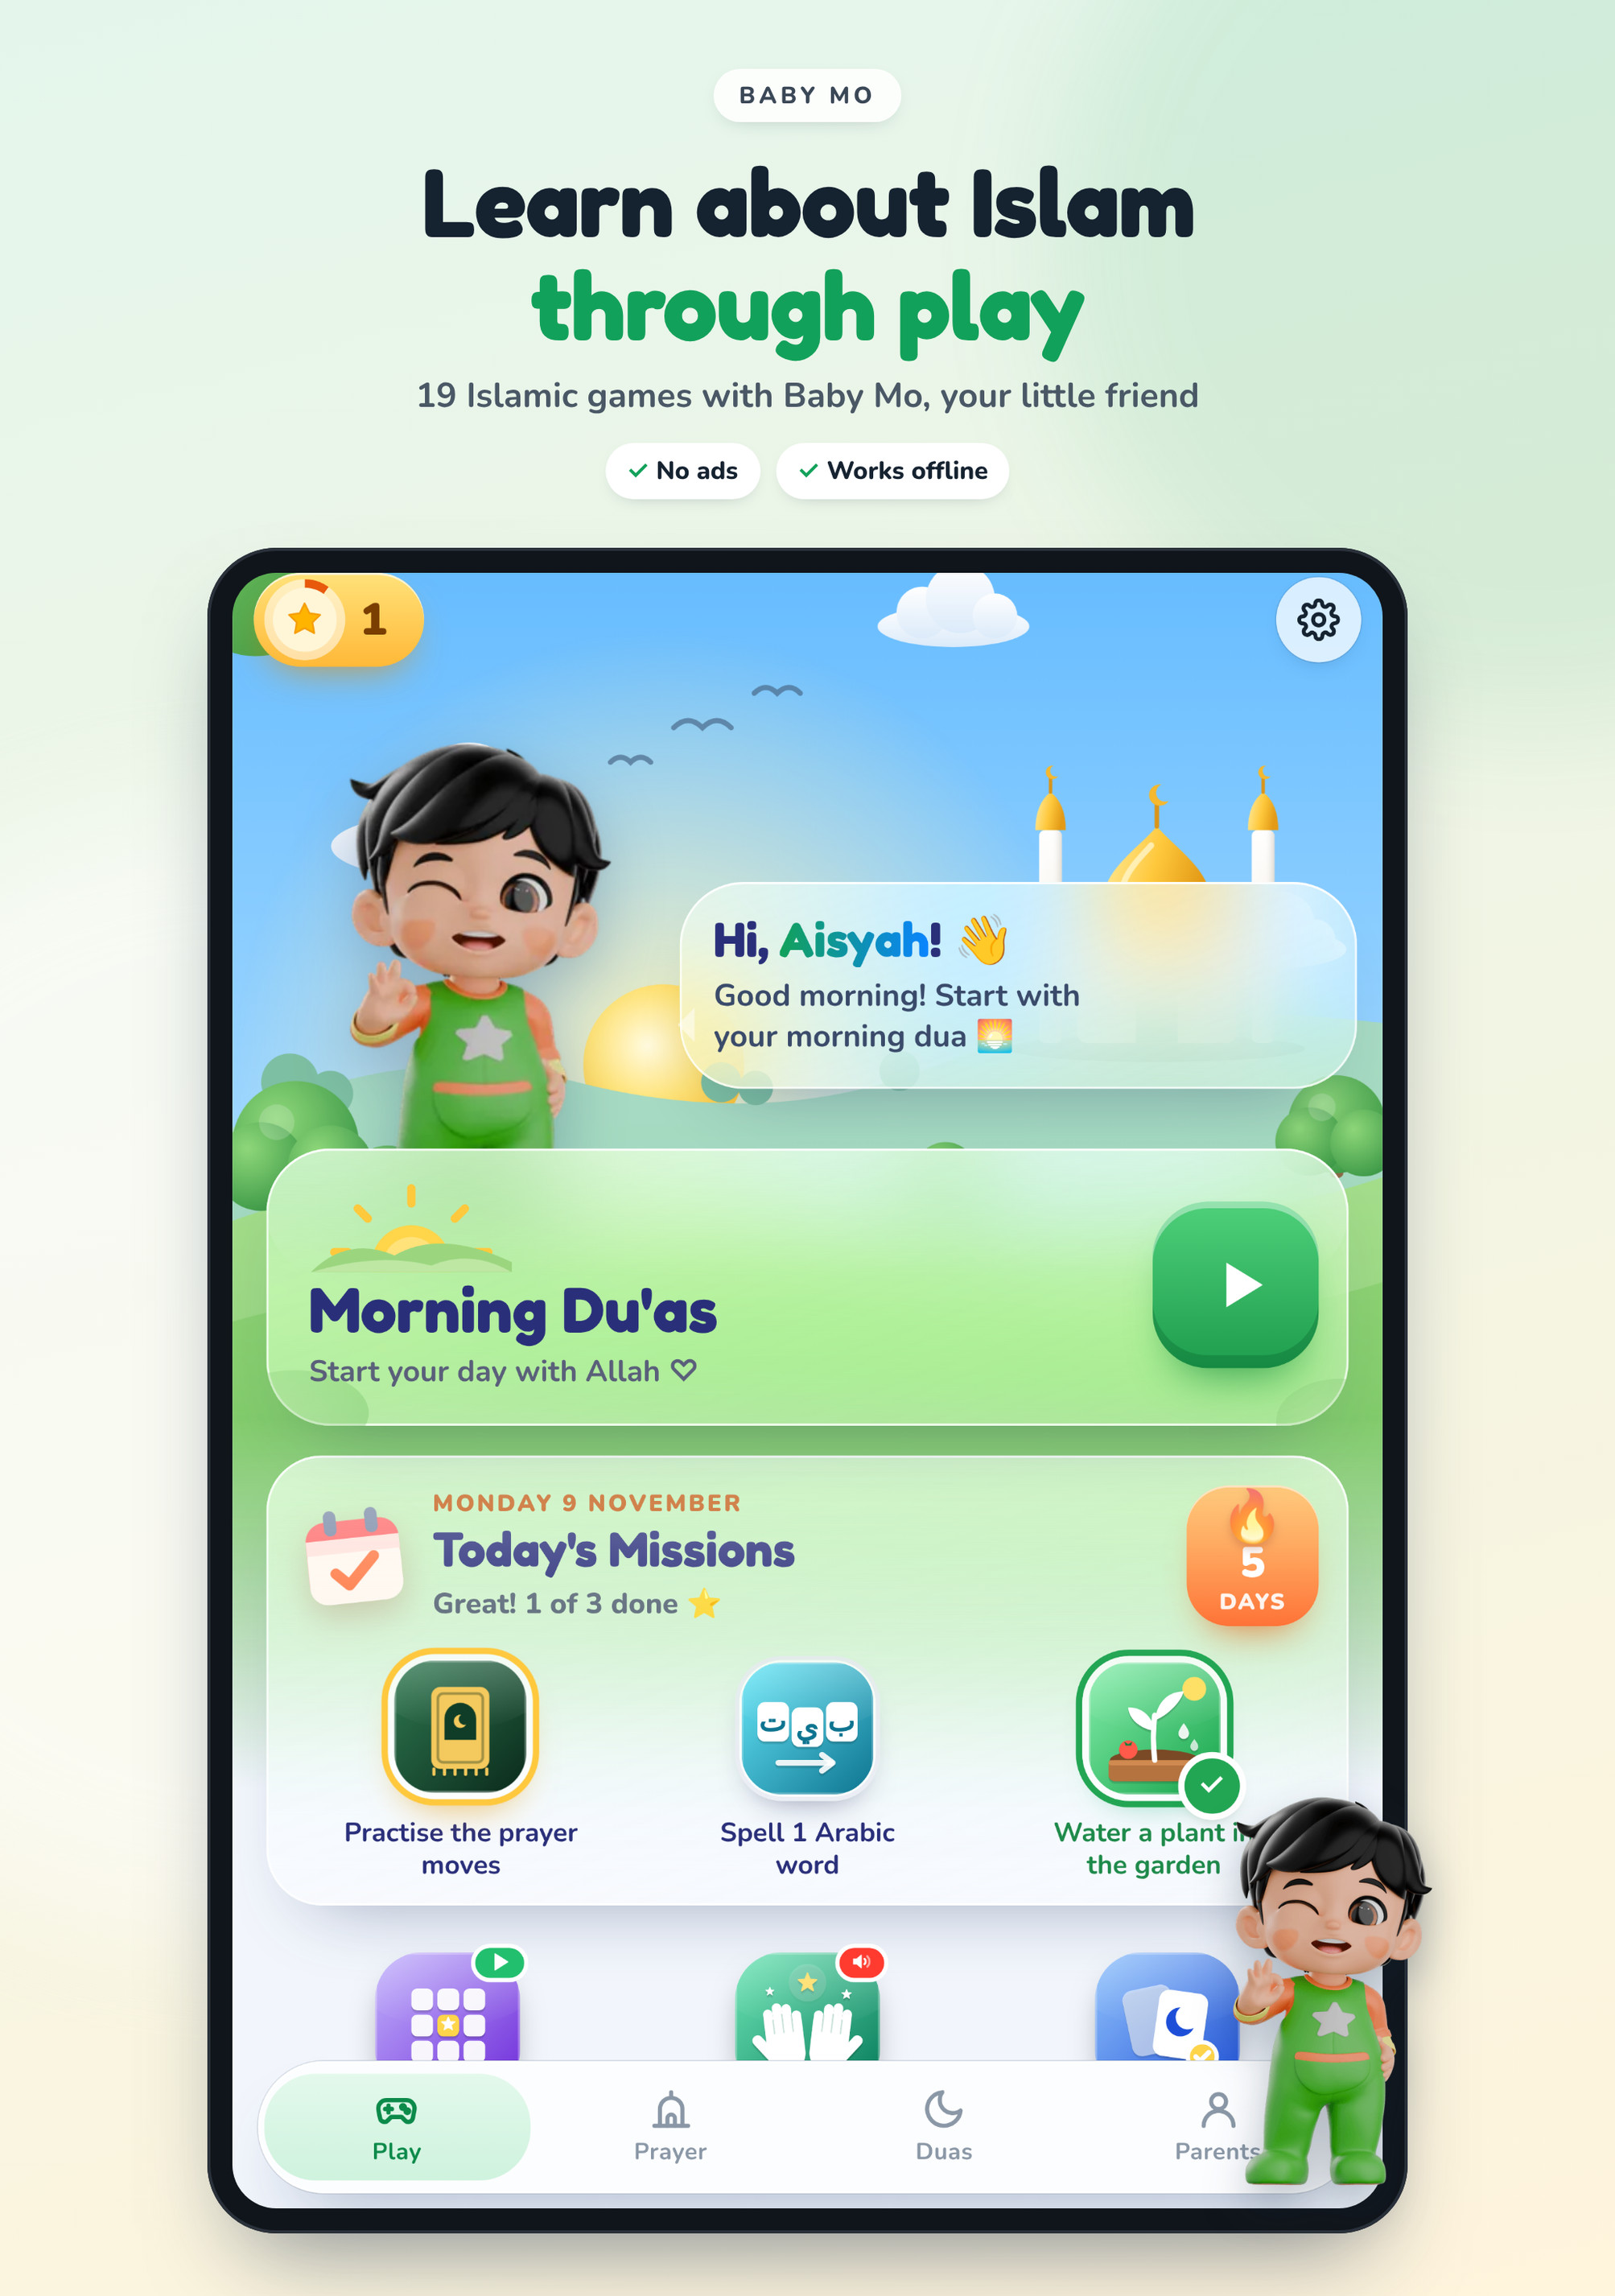 BABY MO
Learn about Islam
through play
19 Islamic games with Baby Mo, your little friend
✓ No ads
✓ Works offline
1
Hi, Aisyah! 👋
Good morning! Start with
your morning dua 🌅
Morning Du'as
Start your day with Allah ♡
MONDAY 9 NOVEMBER
Today's Missions
Great! 1 of 3 done ⭐
5
DAYS
ت ي ب
Practise the prayer
moves
Spell 1 Arabic
word
Water a plant
the garden
Play
Prayer
Duas
Parents